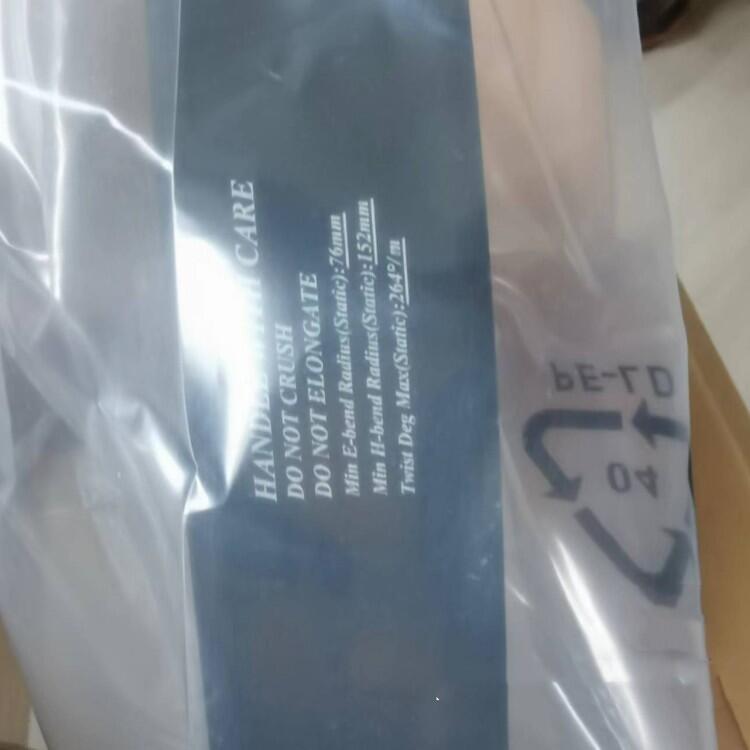 HANDLE WITH CARE
DO NOT CRUSH
DO NOT ELONGATE
Min E-bend Radius(Static):76mm
Min H-bend Radius(Static):152mm
Twist Deg Max(Static):264°/m
PE-LD
04